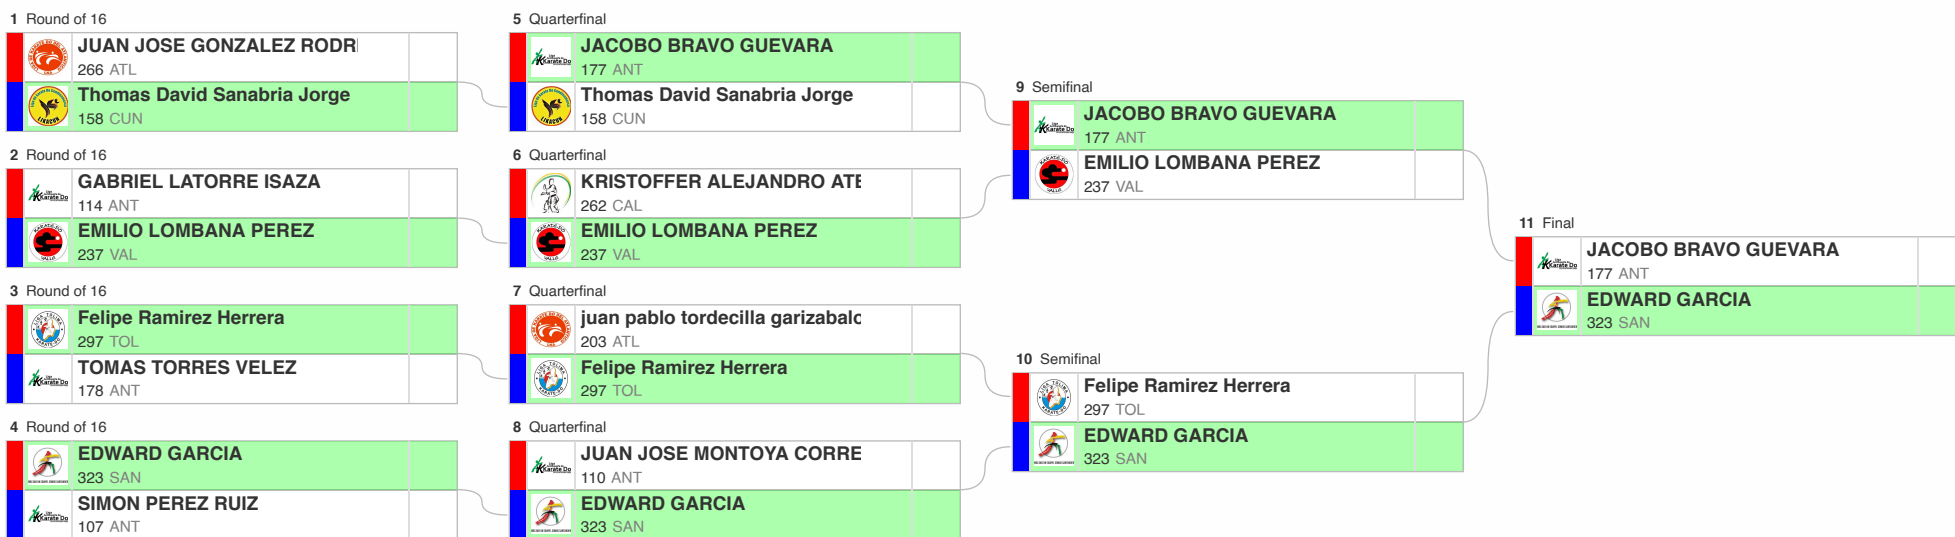 1 Round of 16
JUAN JOSE GONZALEZ RODR
266 ATL
Thomas David Sanabria Jorge
158 CUN
2 Round of 16
GABRIEL LATORRE ISAZA
114 ANT
EMILIO LOMBANA PEREZ
237 VAL
3 Round of 16
Felipe Ramirez Herrera
297 TOL
TOMAS TORRES VELEZ
178 ANT
4 Round of 16
EDWARD GARCIA
323 SAN
SIMON PEREZ RUIZ
107 ANT
5 Quarterfinal
JACOBO BRAVO GUEVARA
177 ANT
Thomas David Sanabria Jorge
158 CUN
6 Quarterfinal
KRISTOFFER ALEJANDRO ATE
262 CAL
EMILIO LOMBANA PEREZ
237 VAL
7 Quarterfinal
juan pablo tordecilla garizabalo
203 ATL
Felipe Ramirez Herrera
297 TOL
8 Quarterfinal
JUAN JOSE MONTOYA CORRE
110 ANT
EDWARD GARCIA
323 SAN
9 Semifinal
JACOBO BRAVO GUEVARA
177 ANT
EMILIO LOMBANA PEREZ
237 VAL
10 Semifinal
Felipe Ramirez Herrera
297 TOL
EDWARD GARCIA
323 SAN
11 Final
JACOBO BRAVO GUEVARA
177 ANT
EDWARD GARCIA
323 SAN